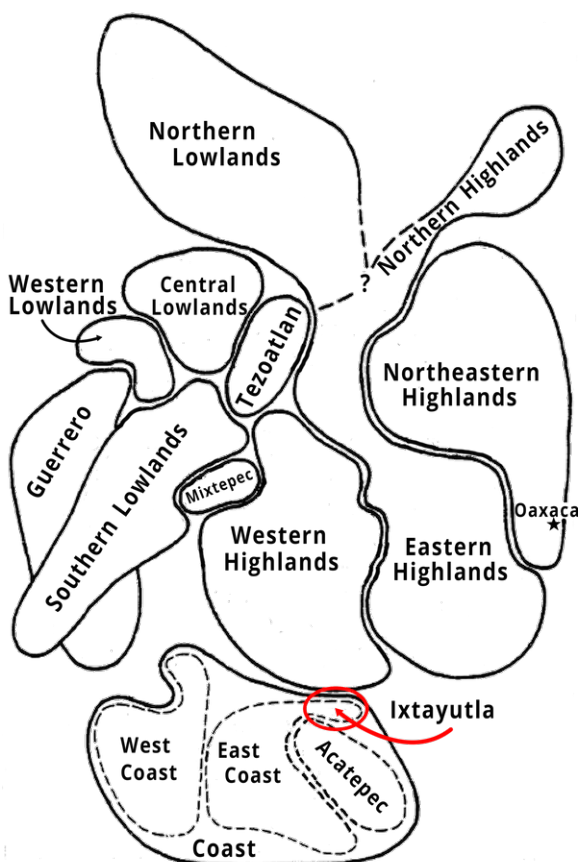 Northern
Lowlands
Northern Highlands
?
Western
Lowlands
Central
Lowlands
Tezoatlan
Northeastern
Highlands
Guerrero
Southern Lowlands
Mixtepec
Oaxaca
Western
Highlands
Eastern
Highlands
Ixtayutla
West
Coast
East
Coast
Acatepec
Coast